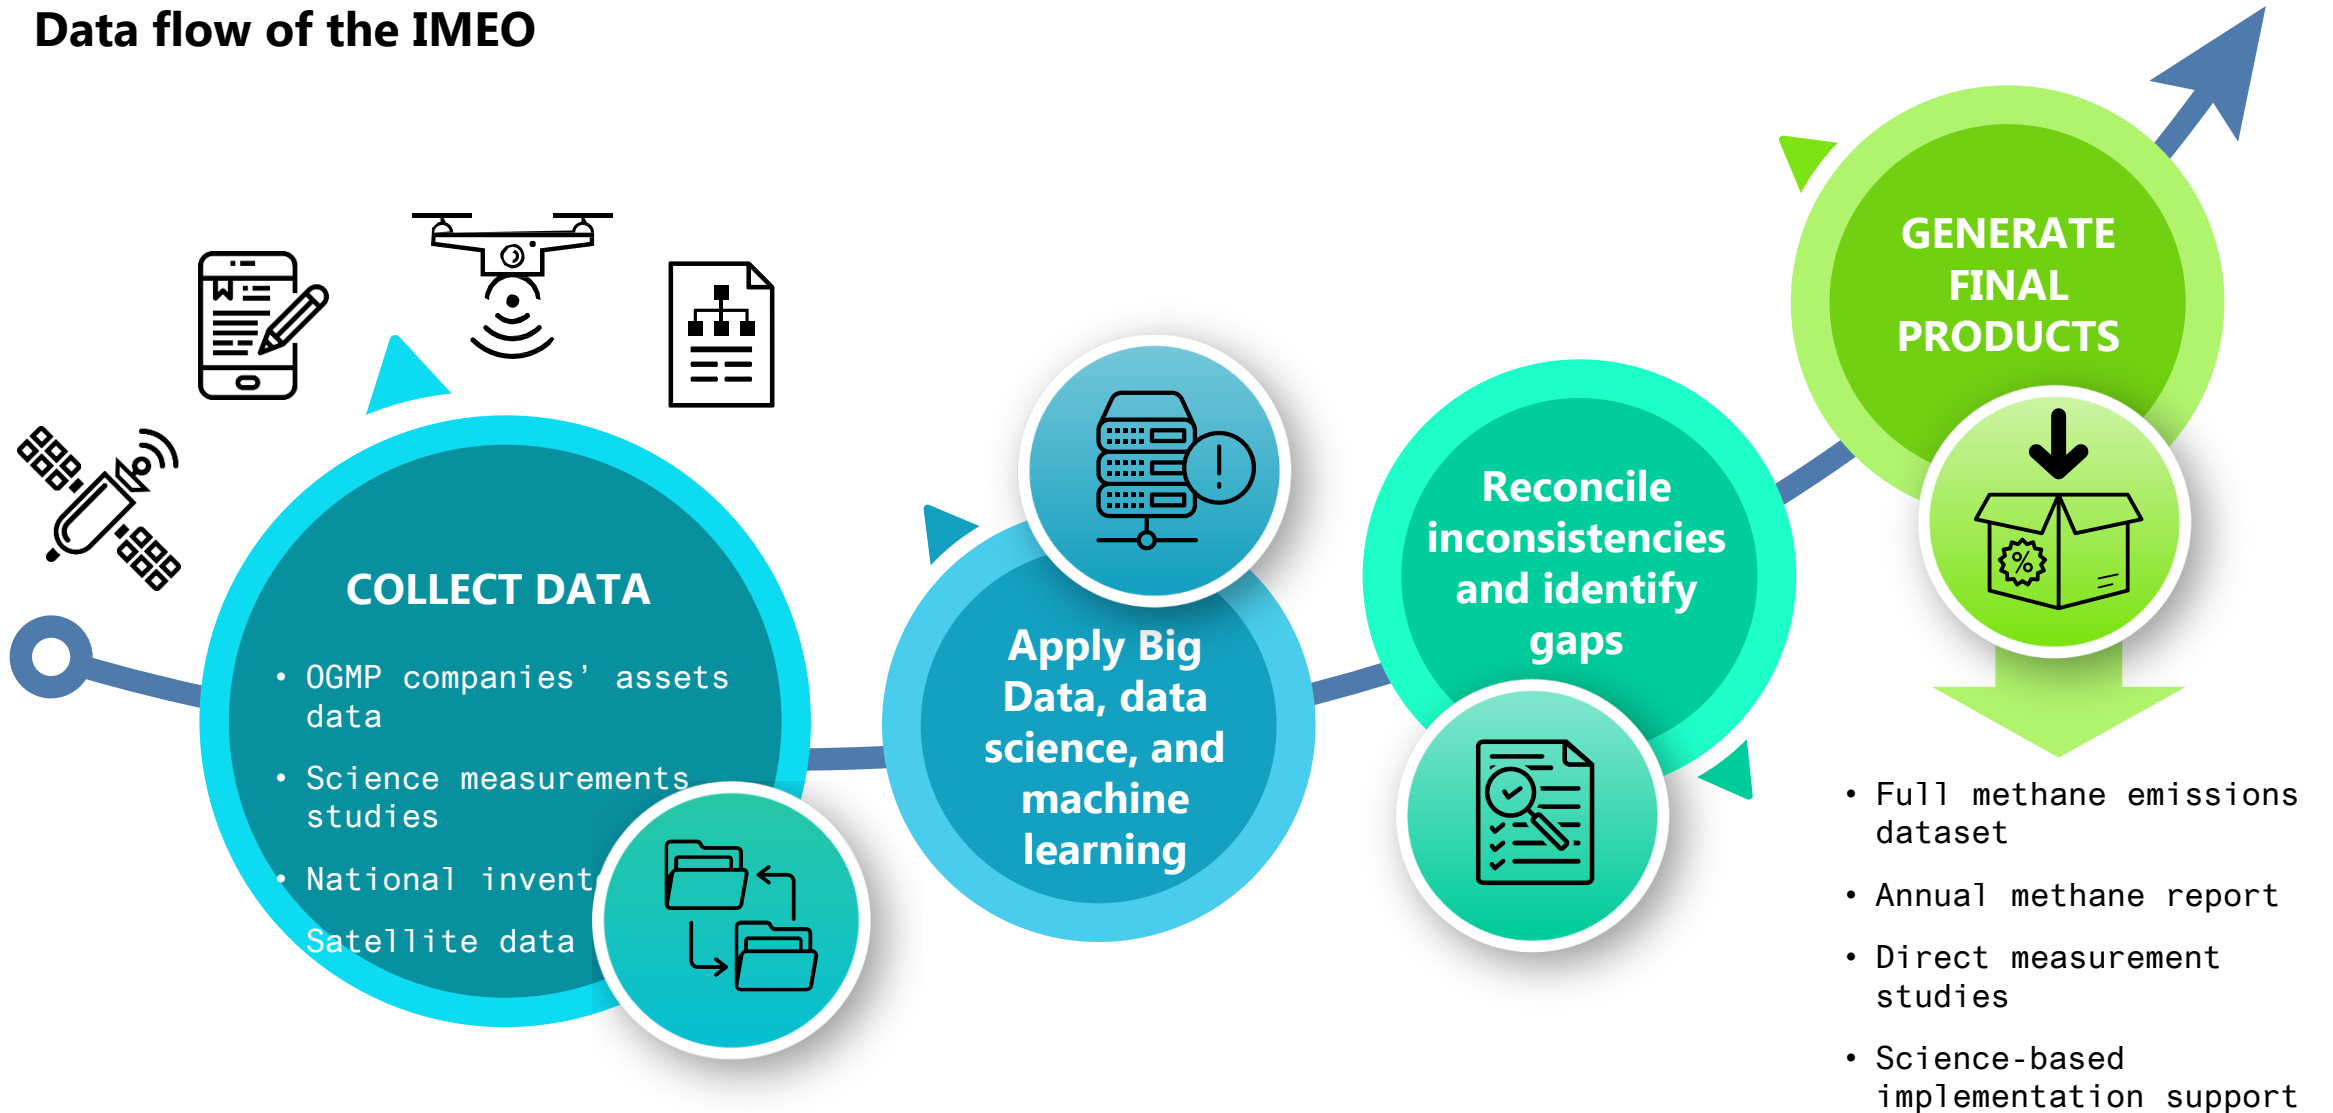 Data flow of the IMEO
COLLECT DATA
• OGMP companies’ assets
data
• Science measurements
studies
• National
Satellite data
Apply Big
Data, data
science, and
machine
learning
Reconcile
inconsistencies
and identify
gaps
GENERATE
FINAL
PRODUCTS
%
• Full methane emissions
dataset
• Annual methane report
• Direct measurement
studies
• Science-based
implementation support